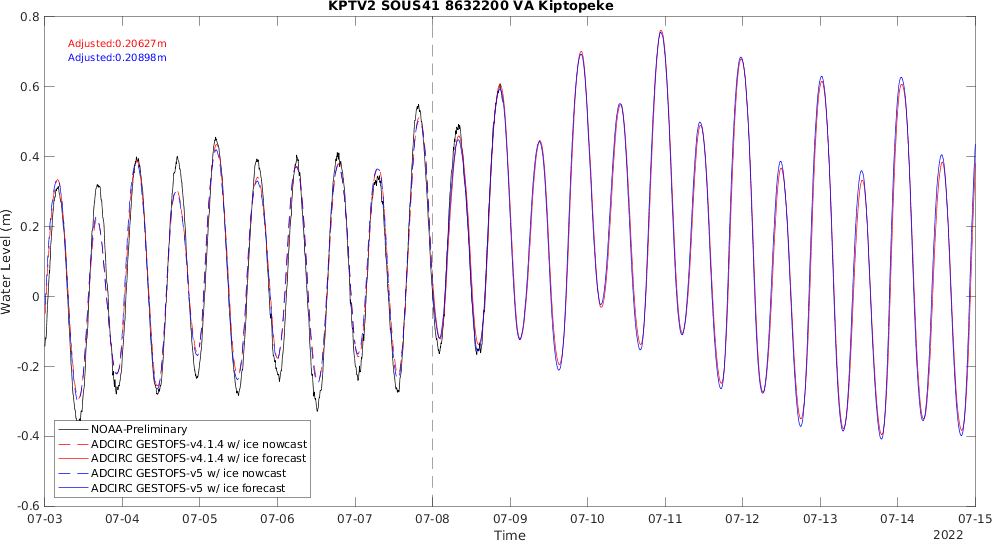 KPTV2 SOUS41 8632200 VA Kiptopeke
Adjusted:0.20627m
Adjusted:0.20898m
Water Level (m)
0.8
0.6
0.4
0.2
0
-0.2
-0.4
-0.6
NOAA-Preliminary
ADCIRC GESTOFS-v4.1.4 w/ ice nowcast
ADCIRC GESTOFS-v4.1.4 w/ ice forecast
ADCIRC GESTOFS-v5 w/ ice nowcast
ADCIRC GESTOFS-v5 w/ ice forecast
07-03 07-04 07-05 07-06 07-07 07-08 07-09 07-10 07-11 07-12 07-13 07-14 07-15
Time
2022